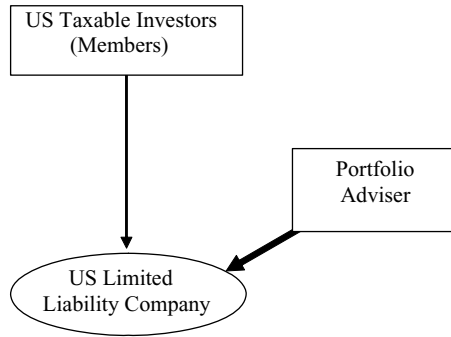 US Taxable Investors
(Members)
Portfolio
Adviser
US Limited
Liability Company